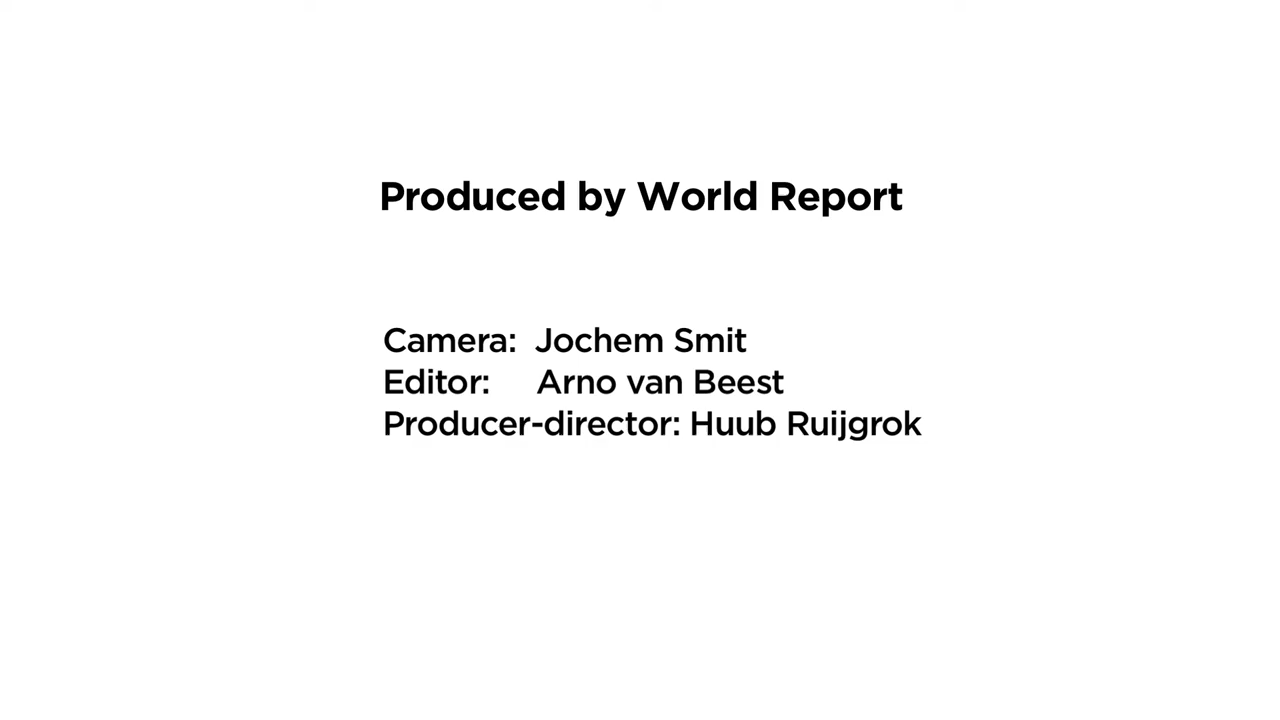 Produced by World Report
Camera: Jochem Smit
Editor: Arno van Beest
Producer-director: Huub Ruijgrok